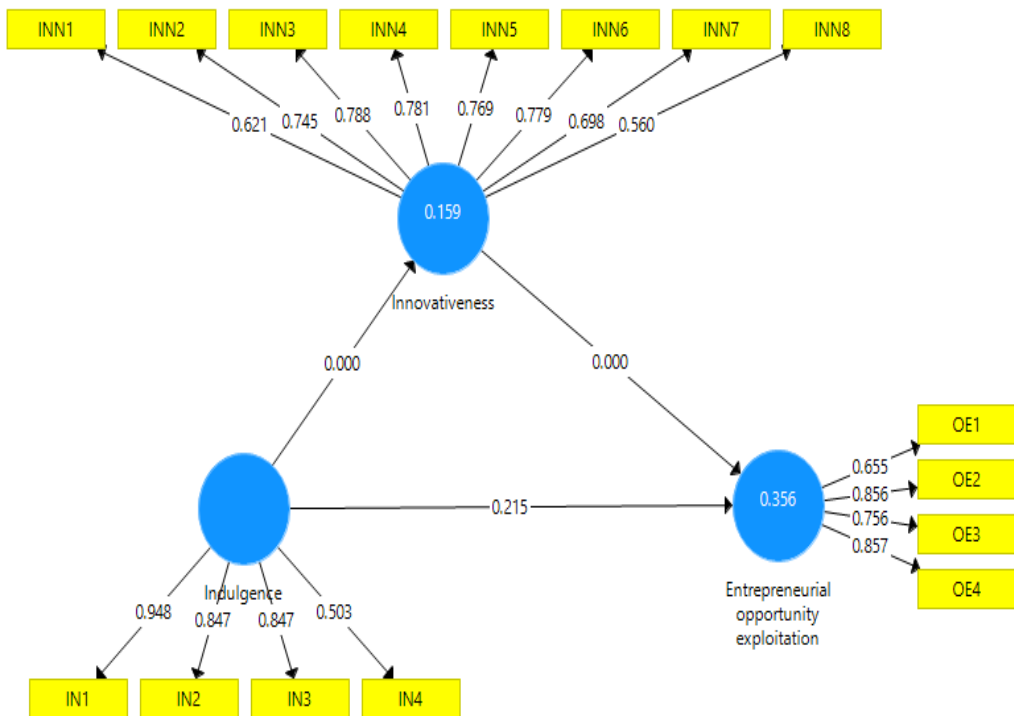 INN1 INN2 INN3 INN4 INN5 INN6 INN7 INN8
0.621 0.745 0.788 0.781 0.769 0.779 0.698 0.560
0.159
Innovativeness
0.000 0.000
OE1
0.655
OE2
0.856
0.215
0.356
0.756
OE3
0.857
OE4
Indulgence
Entrepreneurial
opportunity
exploitation
0.948 0.847 0.847 0.503
IN1 IN2 IN3 IN4